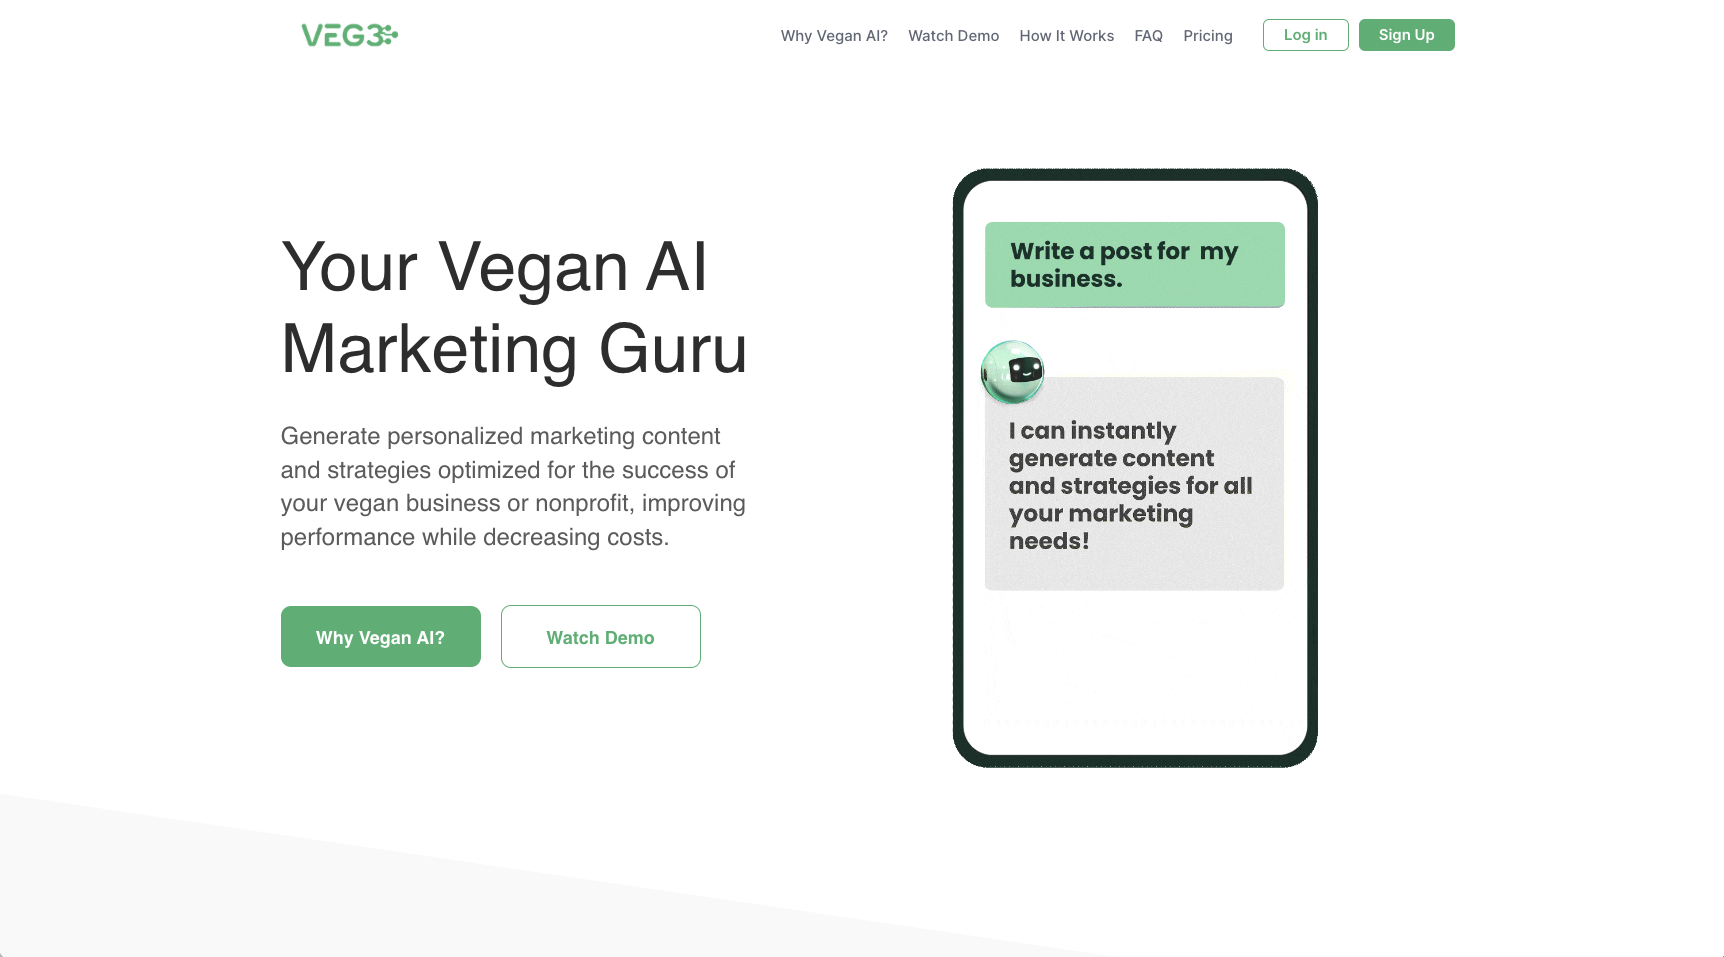 VEG3
Why Vegan AI?
Watch Demo
How It Works
FAQ
Pricing
Log in
Sign Up
Your Vegan AI
Marketing Guru
Generate personalized marketing content
and strategies optimized for the success of
your vegan business or nonprofit, improving
performance while decreasing costs.
Why Vegan AI?
Watch Demo
Write a post for my
business.
I can instantly
generate content
and strategies for all
your marketing
needs!